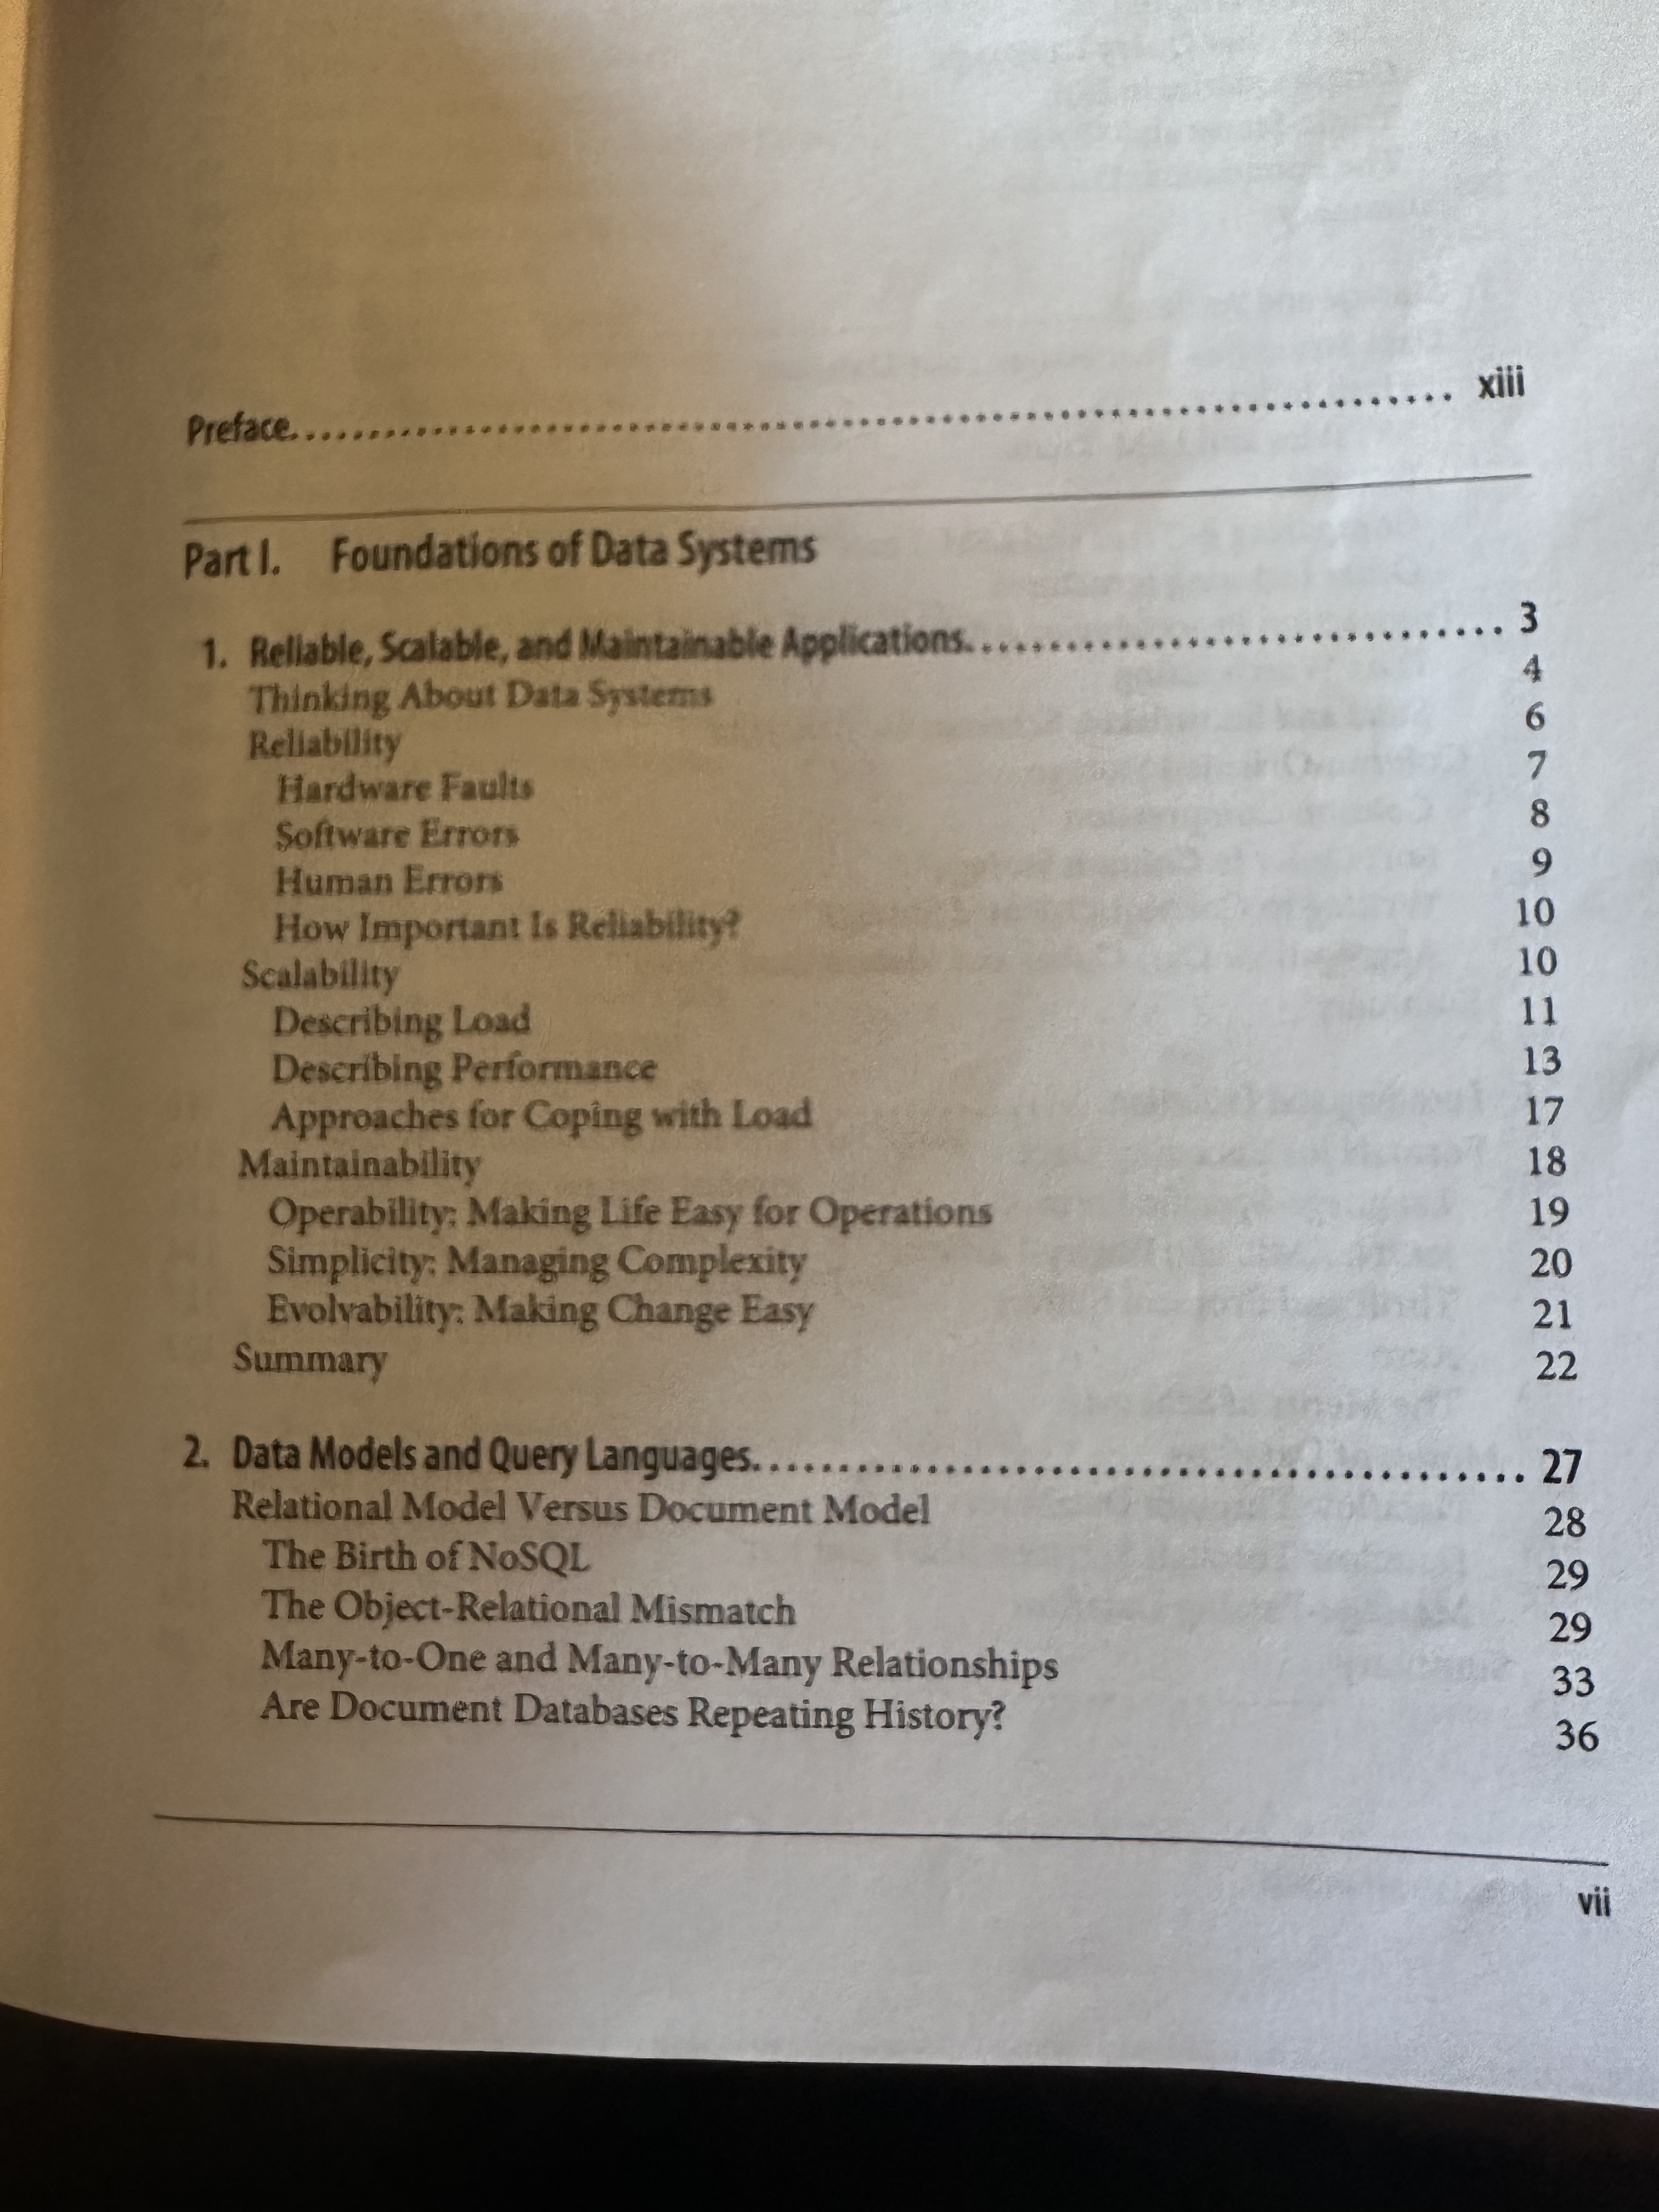 Preface. xiii
Part I. Foundations of Data Systems
1. Reliable, Scalable, and Maintainable Applications. 3
Thinking About Data Systems 4
Reliability 6
Hardware Faults 7
Software Errors 8
Human Errors 9
How Important Is Reliability? 10
Scalability 10
Describing Load 11
Describing Performance 13
Approaches for Coping with Load 17
Maintainability 18
Operability: Making Life Easy for Operations 19
Simplicity: Managing Complexity 20
Evolvability: Making Change Easy 21
Summary 22
2. Data Models and Query Languages. 27
Relational Model Versus Document Model 28
The Birth of NoSQL 29
The Object-Relational Mismatch 29
Many-to-One and Many-to-Many Relationships 33
Are Document Databases Repeating History? 36
vii